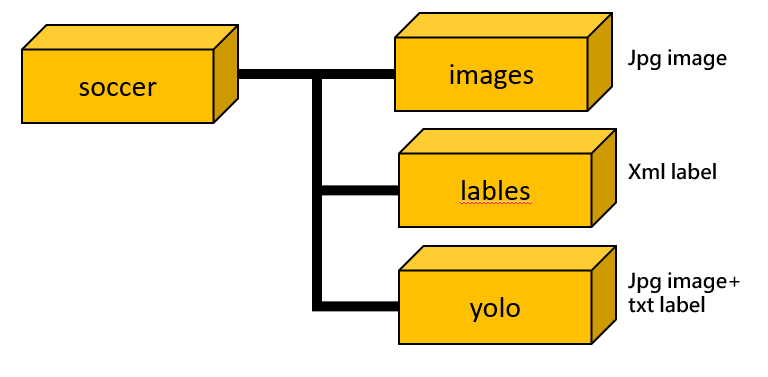 soccer
images
Jpg image
lables
Xml label
yolo
Jpg image+
txt label